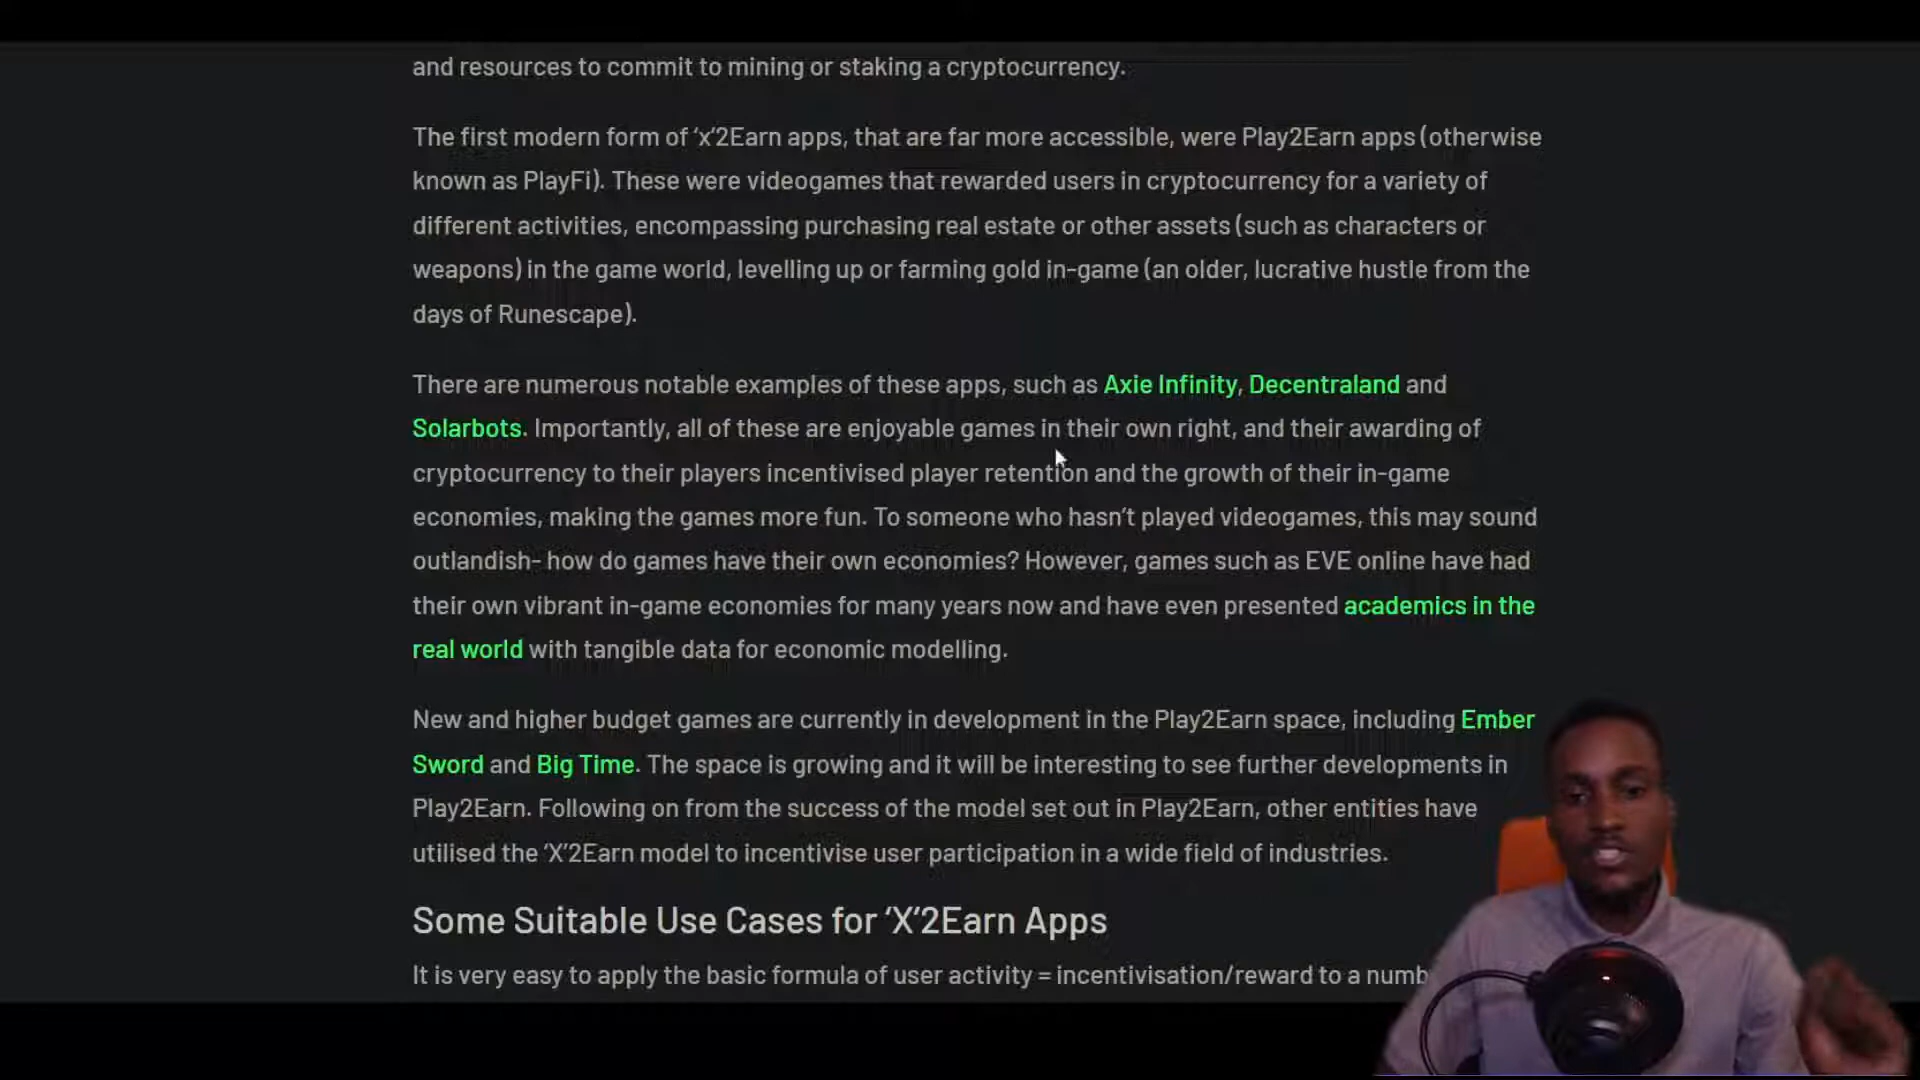 and resources to commit to mining or staking a cryptocurrency.
The first modern form of ‘x’2Earn apps, that are far more accessible, were Play2Earn apps (otherwise
known as PlayFi). These were videogames that rewarded users in cryptocurrency for a variety of
different activities, encompassing purchasing real estate or other assets (such as characters or
weapons) in the game world, levelling up or farming gold in-game (an older, lucrative hustle from the
days of Runescape).
There are numerous notable examples of these apps, such as Axie Infinity, Decentraland and
Solarbots. Importantly, all of these are enjoyable games in their own right, and their awarding of
cryptocurrency to their players incentivised player retention and the growth of their in-game
economies, making the games more fun. To someone who hasn’t played videogames, this may sound
outlandish- how do games have their own economies? However, games such as EVE online have had
their own vibrant in-game economies for many years now and have even presented academics in the
real world with tangible data for economic modelling.
New and higher budget games are currently in development in the Play2Earn space, including Ember
Sword and Big Time. The space is growing and it will be interesting to see further developments in
Play2Earn. Following on from the success of the model set out in Play2Earn, other entities have
utilised the ‘X’2Earn model to incentivise user participation in a wide field of industries.
Some Suitable Use Cases for ‘X’2Earn Apps
It is very easy to apply the basic formula of user activity = incentivisation/reward to a